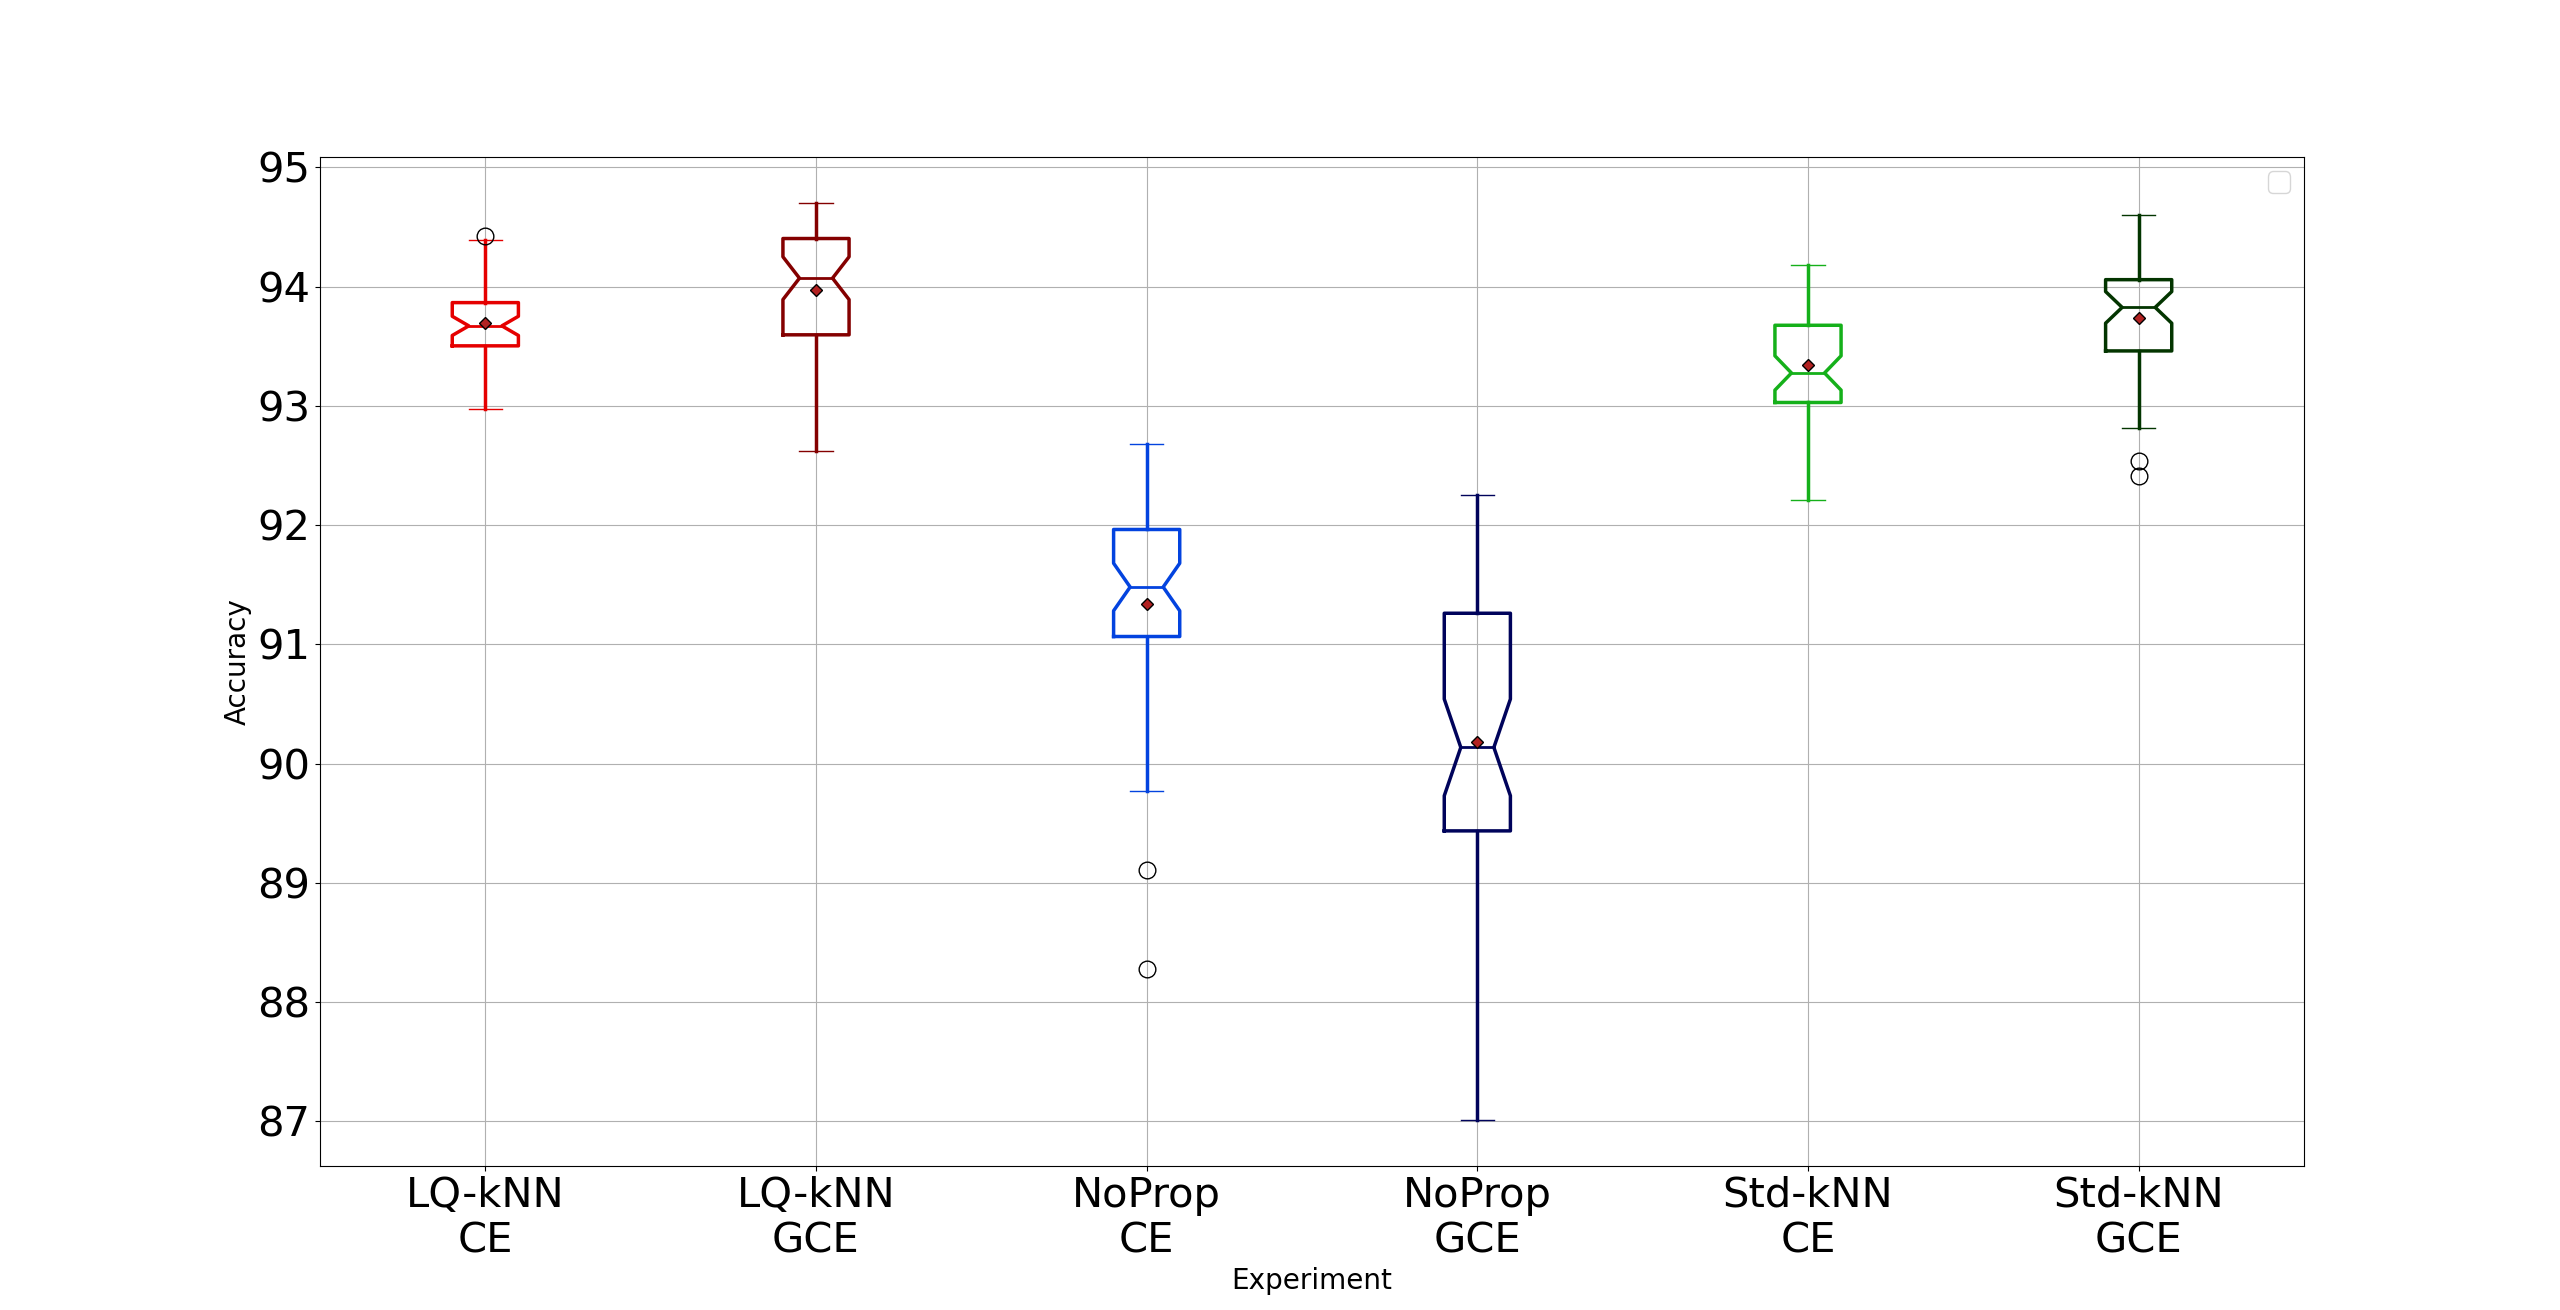 95
94
93
92
91
90
89
88
87
Accuracy
LQ-kNN
CE
LQ-kNN
GCE
NoProp
CE
NoProp
GCE
Std-kNN
CE
Std-kNN
GCE
Experiment